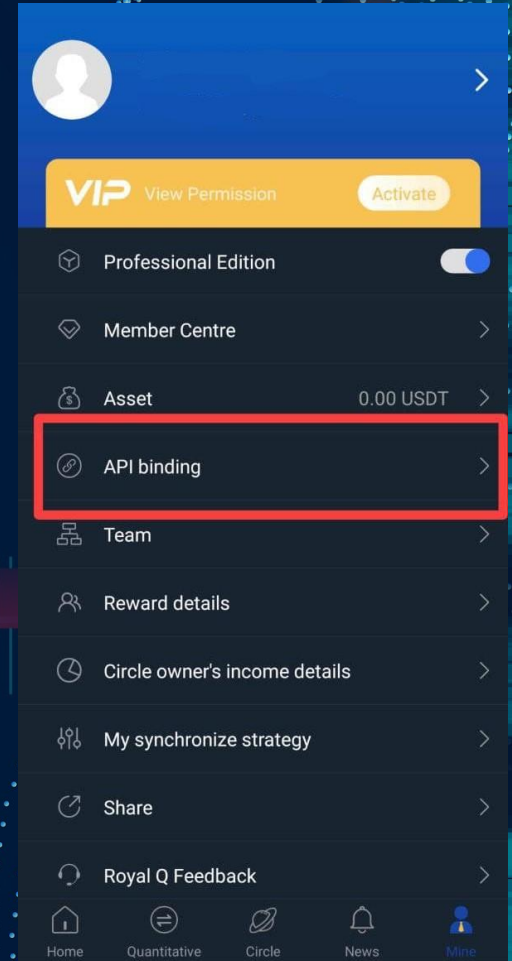 VIP View Permission Activate
Professional Edition
Member Centre
Asset 0.00 USDT
API binding
Team
Reward details
Circle owner's income details
My synchronize strategy
Share
Royal Q Feedback
Home Quantitative Circle News Mine